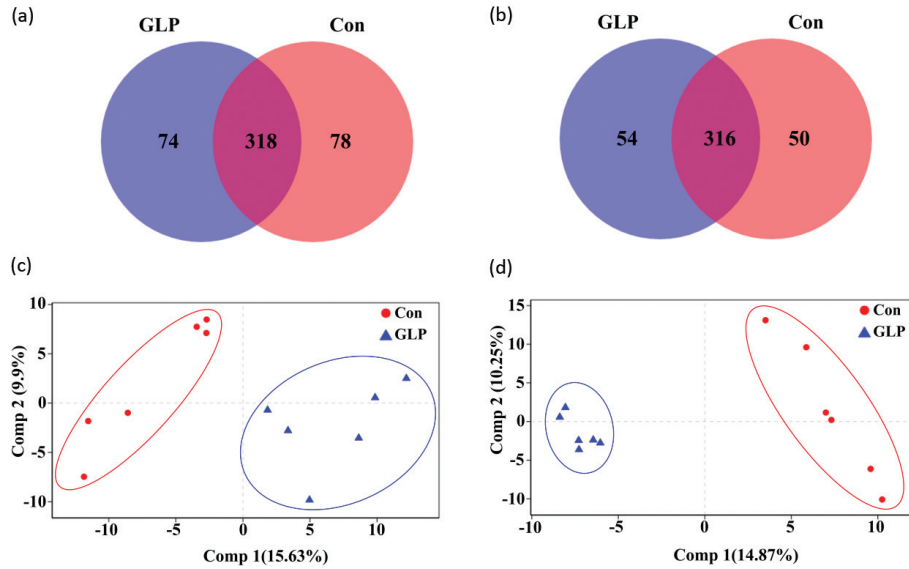 (a)
GLP Con
74 318 78
(b)
GLP Con
54 316 50
(c)
10
5
0
-5
-10
Comp 2 (9.9%)
Con
GLP
-10 -5 0 5 10
Comp 1(15.63%)
(d)
15
10
5
0
-5
-10
Comp 2 (10.25%)
Con
GLP
-10 -5 0 5 10
Comp 1(14.87%)